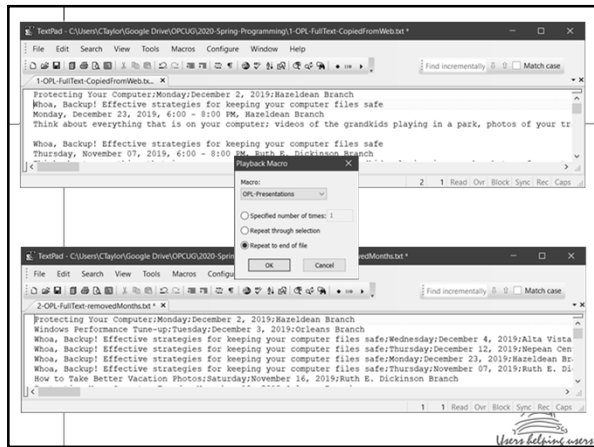 TextPad - C:\Users\CTaylor\Google Drive\OPCUG\2020-Spring-Programming\1-OPL-FullText-CopiedFromWeb.txt *
File Edit Search View Tools Macros Configure Window Help
Find incrementally Match case
1-OPL-FullText-CopiedFromWeb.tx...
Protecting Your Computer;Monday;December 2, 2019;Hazeldean Branch
Whoa, Backup! Effective strategies for keeping your computer files safe
Monday, December 23, 2019, 6:00 - 8:00 PM, Hazeldean Branch
Think about everything that is on your computer: videos of the grandkids playing in a park, photos of your tr
Whoa, Backup! Effective strategies for keeping your computer files safe
Thursday, November 07, 2019, 6:00 - 8:00 PM, Ruth E. Dickinson Branch
2 1 Read Ovr Block Sync Rec Caps
Playback Macro
Macro:
OPL-Presentations
Specified number of times: 1
Repeat through selection
Repeat to end of file
OK Cancel
TextPad - C:\Users\CTaylor\Google Drive\OPCUG\2020-Spring vedMonths.txt *
File Edit Search View Tools Macros Configu
Find incrementally Match case
2-OPL-FullText-removedMonths.txt *
Protecting Your Computer;Monday;December 2, 2019;Hazeldean Branch
Windows Performance Tune-up;Tuesday;December 3, 2019;Orleans Branch
Whoa, Backup! Effective strategies for keeping your computer files safe;Wednesday;December 4, 2019;Alta Vista
Whoa, Backup! Effective strategies for keeping your computer files safe;Thursday;December 12, 2019;Nepean Cen
Whoa, Backup! Effective strategies for keeping your computer files safe;Monday;December 23, 2019;Hazeldean Br
Whoa, Backup! Effective strategies for keeping your computer files safe;Thursday;November 07, 2019;Ruth E. Di
How to Take Better Vacation Photos;Saturday;November 16, 2019;Ruth E. Dickinson Branch
1 1 Read Ovr Block Sync Rec Caps
Users helping users